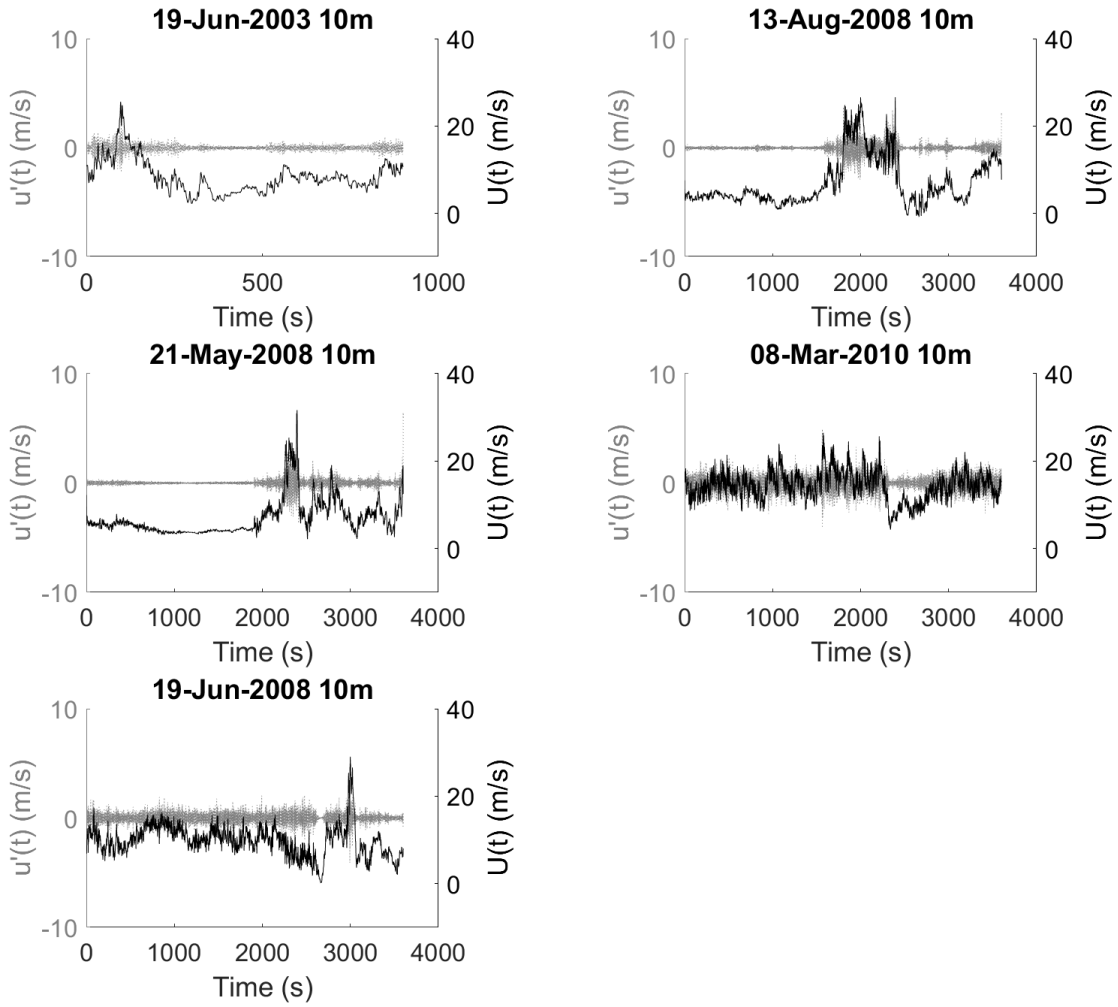 19-Jun-2003 10m
10
0
-10
u'(t) (m/s)
40
20
0
U(t) (m/s)
0 500 1000
Time (s)
13-Aug-2008 10m
10
0
-10
u'(t) (m/s)
40
20
0
U(t) (m/s)
0 1000 2000 3000 4000
Time (s)
21-May-2008 10m
10
0
-10
u'(t) (m/s)
40
20
0
U(t) (m/s)
0 1000 2000 3000 4000
Time (s)
08-Mar-2010 10m
10
0
-10
u'(t) (m/s)
40
20
0
U(t) (m/s)
0 1000 2000 3000 4000
Time (s)
19-Jun-2008 10m
10
0
-10
u'(t) (m/s)
40
20
0
U(t) (m/s)
0 1000 2000 3000 4000
Time (s)